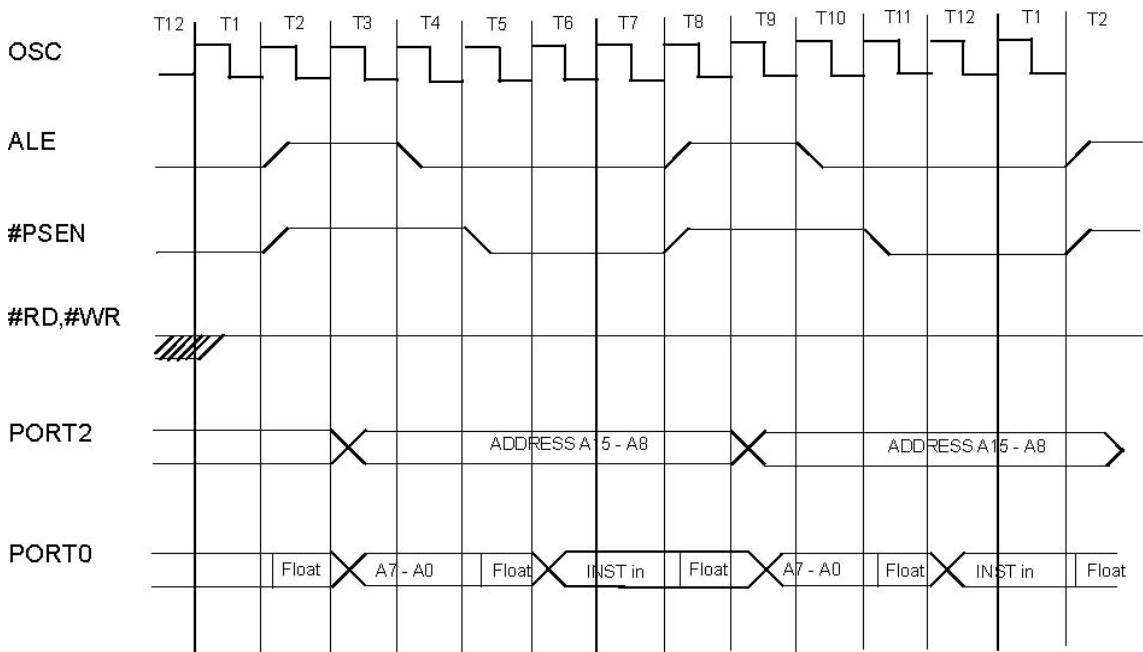 T12 T1 T2 T3 T4 T5 T6 T7 T8 T9 T10 T11 T12 T1 T2
OSC
ALE
#PSEN
#RD,#WR
PORT2 ADDRESS A15 - A8 ADDRESS A15 - A8
PORT0 Float A7 - A0 Float INST in Float A7 - A0 Float INST in Float